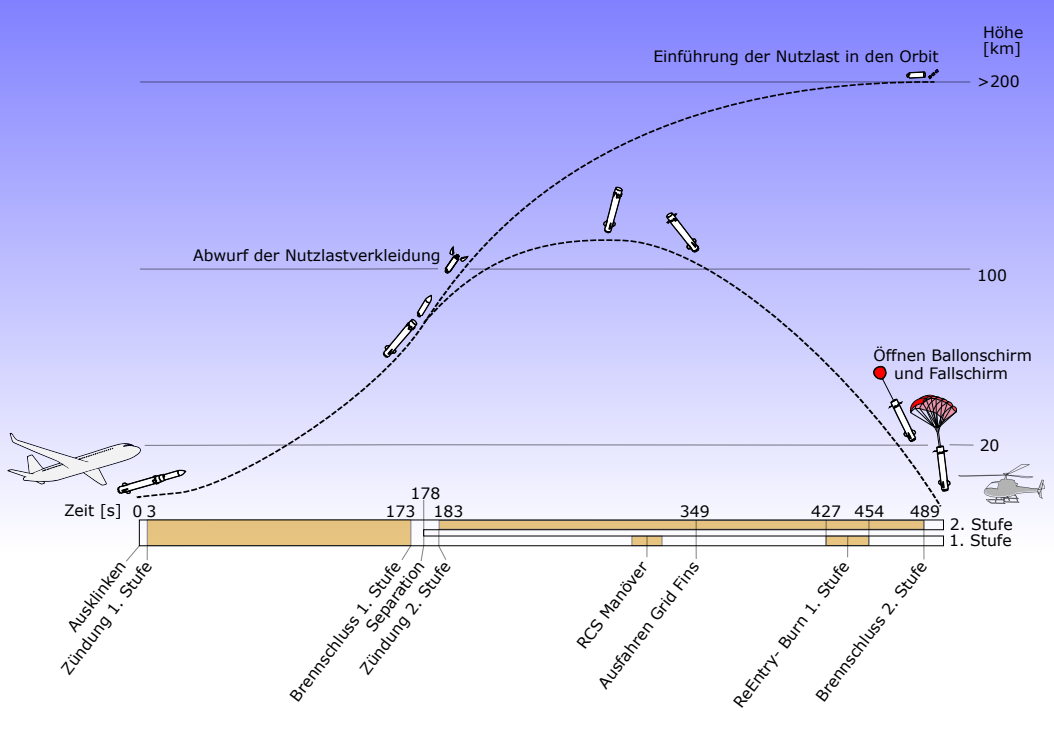 Höhe
[km]
Einführung der Nutzlast in den Orbit
>200
Abwurf der Nutzlastverkleidung
100
Öffnen Ballonschirm
und Fallschirm
20
178
Zeit [s] 0 3 173 183 349 427 454 489
2. Stufe
1. Stufe
Ausklinken
Zündung 1. Stufe
Brennschluss 1. Stufe
Separation
Zündung 2. Stufe
RCS Manöver
Ausfahren Grid Fins
ReEntry- Burn 1. Stufe
Brennschluss 2. Stufe